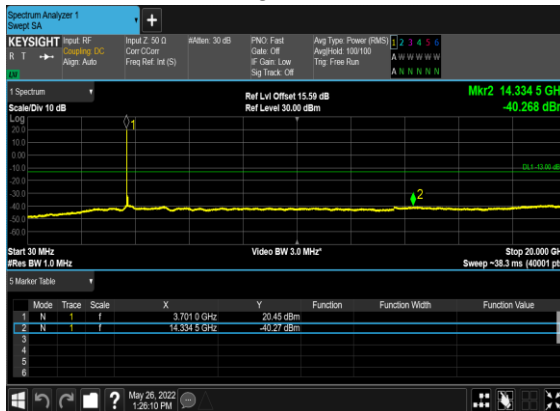 Spectrum Analyzer 1
Swept SA
+
KEYSIGHT Input: RF Input Z: 50 Ω #Atten: 30 dB PNO: Fast Avg Type: Power (RMS) 1 2 3 4 5 6
R T Coupling: DC Corr CCorr Gate: Off Avg|Hold: 100/100 A W W W W W
Align: Auto Freq Ref: Int (S) IF Gain: Low Trig: Free Run
Sig Track: Off A N N N N N
1 Spectrum Ref Lvl Offset 15.59 dB Mkr2 14.334 5 GH
Scale/Div 10 dB Ref Level 30.00 dBm -40.268 dBr
Log
1
20.0
10.0
0.00
-10.0
DL1 -13.00 dB
-20.0
-30.0
2
-40.0
-50.0
-60.0
Start 30 MHz Video BW 3.0 MHz* Stop 20.000 GH
#Res BW 1.0 MHz Sweep ~38.3 ms (40001 pt
5 Marker Table
Mode Trace Scale X Y Function Function Width Function Value
1 N 1 f 3.701 0 GHz 20.45 dBm
2 N 1 f 14.334 5 GHz -40.27 dBm
3
4
5
6
? May 26, 2022
1:26:10 PM